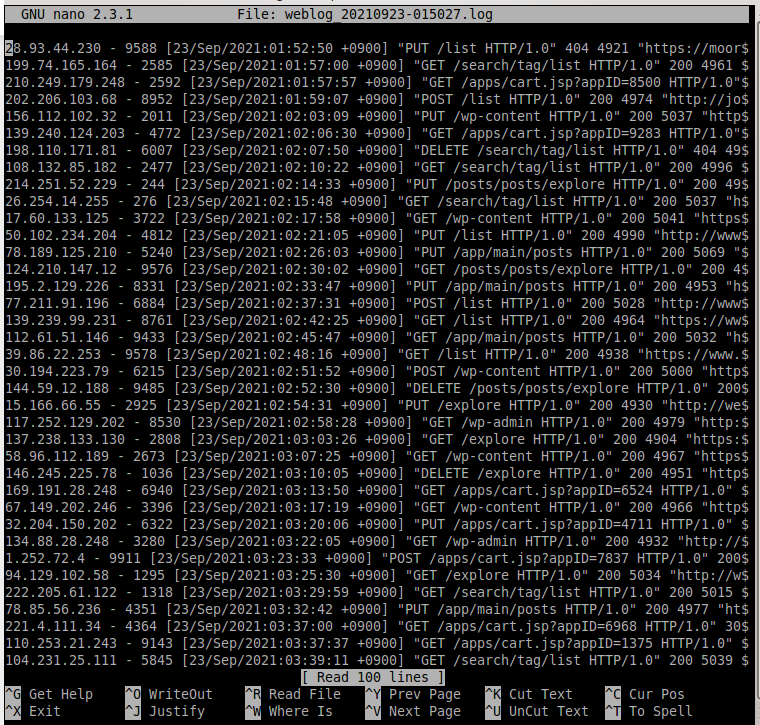 GNU nano 2.3.1 File: weblog_20210923-015027.log
28.93.44.230 - 9588 [23/Sep/2021:01:52:50 +0900] "PUT /list HTTP/1.0" 404 4921 "https://moor$
199.74.165.164 - 2585 [23/Sep/2021:01:57:00 +0900] "GET /search/tag/list HTTP/1.0" 200 4961 $
210.249.179.248 - 2592 [23/Sep/2021:01:57:57 +0900] "GET /apps/cart.jsp?appID=8500 HTTP/1.0"$
202.206.103.68 - 8952 [23/Sep/2021:01:59:07 +0900] "POST /list HTTP/1.0" 200 4974 "http://jo$
156.112.102.32 - 2011 [23/Sep/2021:02:03:09 +0900] "PUT /wp-content HTTP/1.0" 200 5037 "http$
139.240.124.203 - 4772 [23/Sep/2021:02:06:30 +0900] "GET /apps/cart.jsp?appID=9283 HTTP/1.0"$
198.110.171.81 - 6007 [23/Sep/2021:02:07:50 +0900] "DELETE /search/tag/list HTTP/1.0" 404 49$
108.132.85.182 - 2477 [23/Sep/2021:02:10:22 +0900] "GET /search/tag/list HTTP/1.0" 200 4996 $
214.251.52.229 - 244 [23/Sep/2021:02:14:33 +0900] "PUT /posts/posts/explore HTTP/1.0" 200 49$
26.254.14.255 - 276 [23/Sep/2021:02:15:48 +0900] "GET /search/tag/list HTTP/1.0" 200 5037 "h$
17.60.133.125 - 3722 [23/Sep/2021:02:17:58 +0900] "GET /wp-content HTTP/1.0" 200 5041 "https$
50.102.234.204 - 4812 [23/Sep/2021:02:21:05 +0900] "PUT /list HTTP/1.0" 200 4990 "http://www$
78.189.125.210 - 5240 [23/Sep/2021:02:26:03 +0900] "PUT /app/main/posts HTTP/1.0" 200 5069 "$
124.210.147.12 - 9576 [23/Sep/2021:02:30:02 +0900] "GET /posts/posts/explore HTTP/1.0" 200 4$
195.2.129.226 - 8331 [23/Sep/2021:02:33:47 +0900] "PUT /app/main/posts HTTP/1.0" 200 4953 "h$
77.211.91.196 - 6884 [23/Sep/2021:02:37:31 +0900] "POST /list HTTP/1.0" 200 5028 "http://www$
139.239.99.231 - 8761 [23/Sep/2021:02:42:25 +0900] "GET /list HTTP/1.0" 200 4964 "https://ww$
112.61.51.146 - 9433 [23/Sep/2021:02:45:47 +0900] "GET /app/main/posts HTTP/1.0" 200 5032 "h$
39.86.22.253 - 9578 [23/Sep/2021:02:48:16 +0900] "GET /list HTTP/1.0" 200 4938 "https://www.$
30.194.223.79 - 6215 [23/Sep/2021:02:51:52 +0900] "POST /wp-content HTTP/1.0" 200 5000 "http$
144.59.12.188 - 9485 [23/Sep/2021:02:52:30 +0900] "DELETE /posts/posts/explore HTTP/1.0" 200$
15.166.66.55 - 2925 [23/Sep/2021:02:54:31 +0900] "PUT /explore HTTP/1.0" 200 4930 "http://we$
117.252.129.202 - 8530 [23/Sep/2021:02:58:28 +0900] "GET /wp-admin HTTP/1.0" 200 4979 "http:$
137.238.133.130 - 2808 [23/Sep/2021:03:03:26 +0900] "GET /explore HTTP/1.0" 200 4904 "https:$
58.96.112.189 - 2673 [23/Sep/2021:03:07:25 +0900] "GET /wp-content HTTP/1.0" 200 4967 "https$
146.245.225.78 - 1036 [23/Sep/2021:03:10:05 +0900] "DELETE /explore HTTP/1.0" 200 4951 "http$
169.191.28.248 - 6940 [23/Sep/2021:03:13:50 +0900] "GET /apps/cart.jsp?appID=6524 HTTP/1.0" $
67.149.202.246 - 3396 [23/Sep/2021:03:17:19 +0900] "GET /wp-content HTTP/1.0" 200 4966 "http$
32.204.150.202 - 6322 [23/Sep/2021:03:20:06 +0900] "PUT /apps/cart.jsp?appID=4711 HTTP/1.0" $
134.88.28.248 - 3280 [23/Sep/2021:03:22:05 +0900] "GET /wp-admin HTTP/1.0" 200 4932 "http://$
1.252.72.4 - 9911 [23/Sep/2021:03:23:33 +0900] "POST /apps/cart.jsp?appID=7837 HTTP/1.0" 200$
94.129.102.58 - 1295 [23/Sep/2021:03:25:30 +0900] "GET /explore HTTP/1.0" 200 5034 "http://w$
222.205.61.122 - 1318 [23/Sep/2021:03:29:59 +0900] "GET /search/tag/list HTTP/1.0" 200 5015 $
78.85.56.236 - 4351 [23/Sep/2021:03:32:42 +0900] "PUT /app/main/posts HTTP/1.0" 200 4977 "ht$
221.4.111.34 - 4364 [23/Sep/2021:03:37:00 +0900] "GET /apps/cart.jsp?appID=6968 HTTP/1.0" 30$
110.253.21.243 - 9143 [23/Sep/2021:03:37:37 +0900] "GET /apps/cart.jsp?appID=1375 HTTP/1.0" $
104.231.25.111 - 5845 [23/Sep/2021:03:39:11 +0900] "GET /search/tag/list HTTP/1.0" 200 5039 $
[ Read 100 lines ]
^G Get Help ^O WriteOut ^R Read File ^Y Prev Page ^K Cut Text ^C Cur Pos
^X Exit ^J Justify ^W Where Is ^V Next Page ^U UnCut Text ^T To Spell